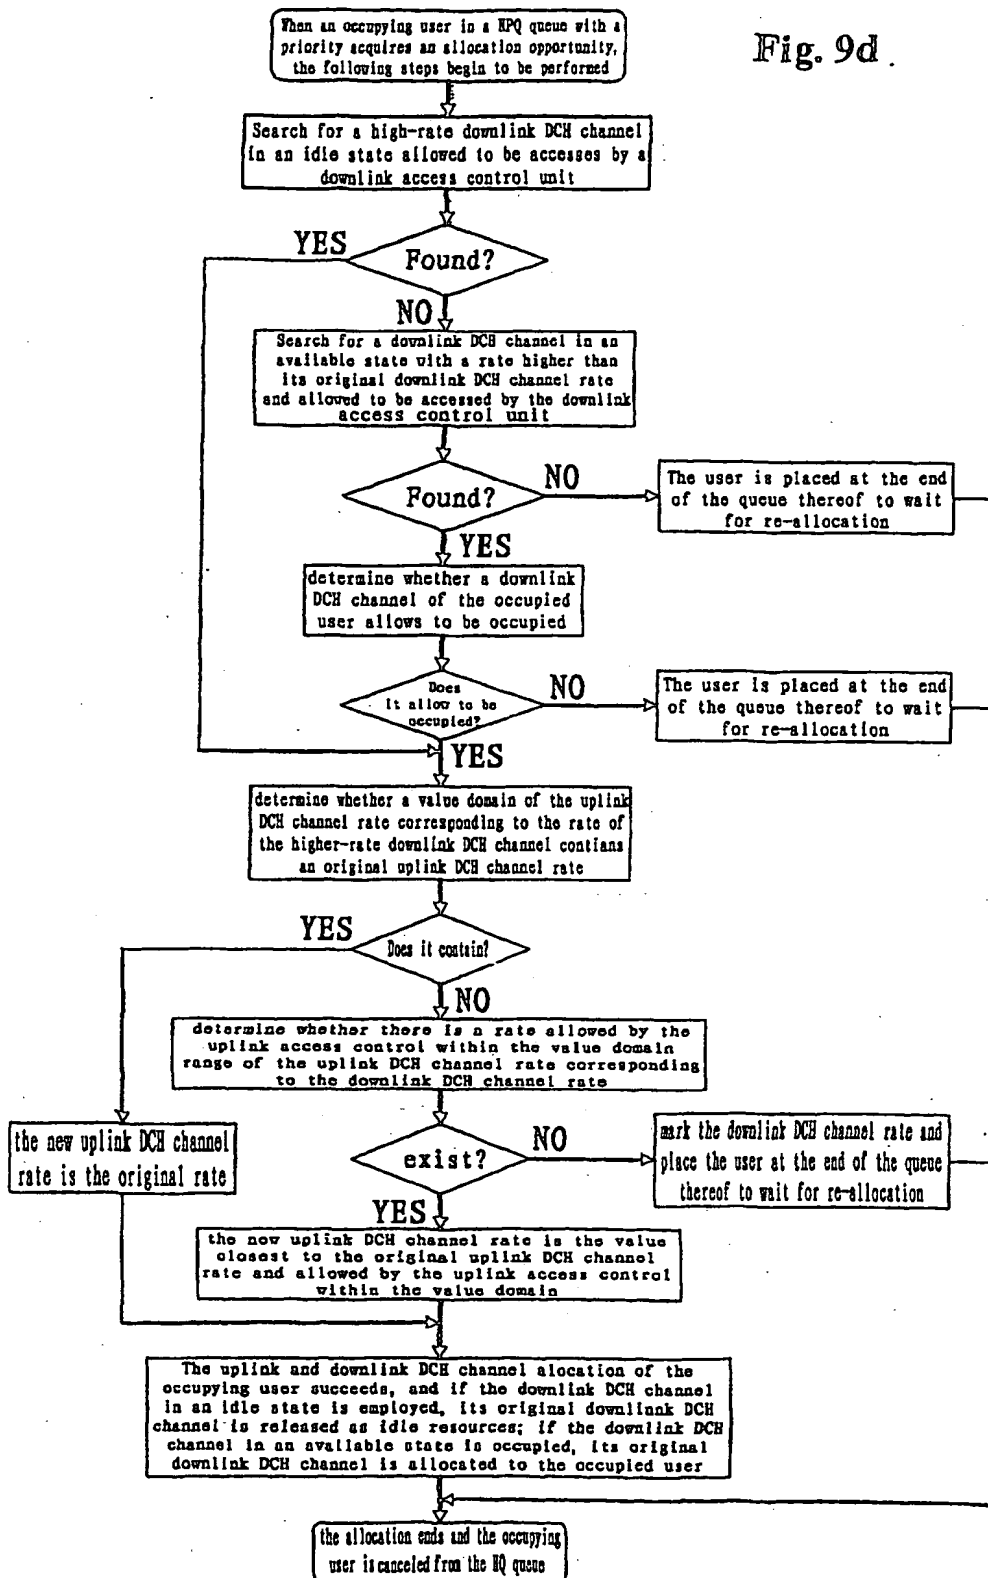 When an occupying user in a HPQ queue with a
priority acquires an allocation opportunity,
the following steps begin to be performed
Fig. 9d
Search for a high-rate downlink DCH channel
in an idle state allowed to be accesses by a
downlink access control unit
YES
Found?
NO
Search for a downlink DCH channel in an
available state with a rate higher than
its original downlink DCH channel rate
and allowed to be accessed by the downlink
access control unit
Found?
NO
The user is placed at the end
of the queue thereof to wait
for re-allocation
YES
determine whether a downlink
DCH channel of the occupied
user allows to be occupied
Does
it allow to be
occupied?
NO
The user is placed at the end
of the queue thereof to wait
for re-allocation
YES
determine whether a value domain of the uplink
DCH channel rate corresponding to the rate of
the higher-rate downlink DCH channel contians
an original uplink DCH channel rate
YES
Does it contain?
NO
determine whether there is a rate allowed by the
uplink access control within the value domain
range of the uplink DCH channel rate corresponding
to the downlink DCH channel rate
the new uplink DCH channel
rate is the original rate
exist?
NO
mark the downlink DCH channel rate and
place the user at the end of the queue
thereof to wait for re-allocation
YES
the new uplink DCH channel rate is the value
closest to the original uplink DCH channel
rate and allowed by the uplink access control
within the value domain
The uplink and downlink DCH channel alocation of the
occupying user succeeds, and if the downlink DCH channel
in an idle state is employed, its original downlinnk DCH
channel is released as idle resources; if the downlink DCH
channel in an available state is occupied, its original
downlink DCH channel is allocated to the occupied user
the allocation ends and the occupying
user is canceled from the HQ queue